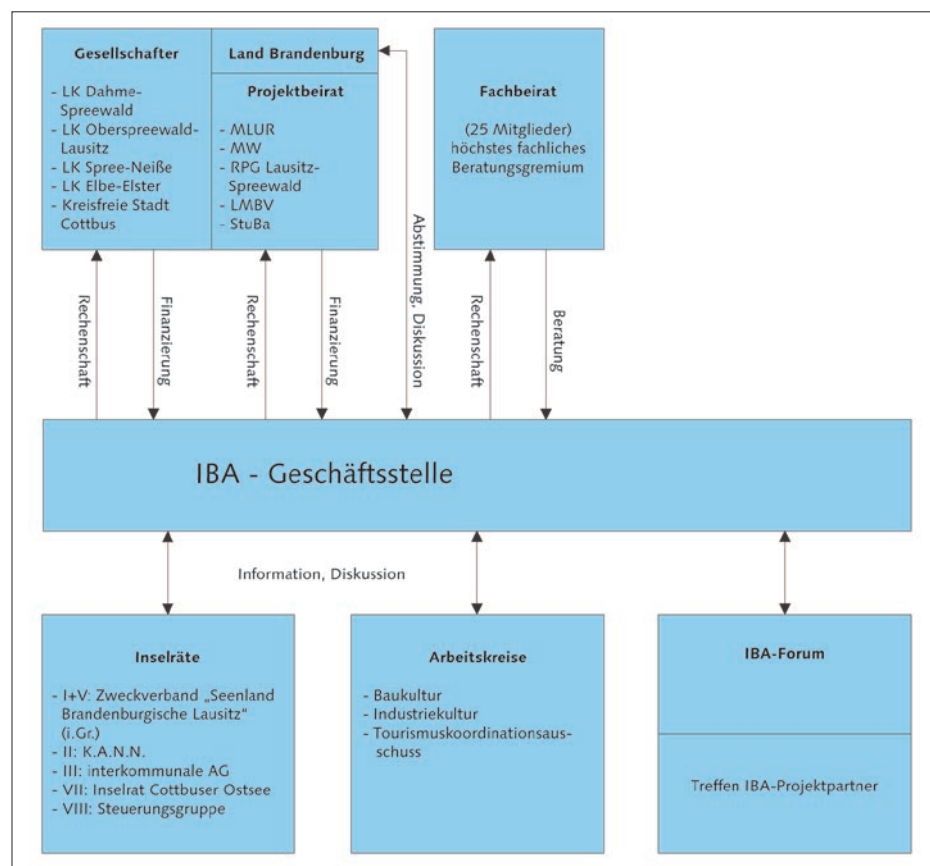 Gesellschafter
- LK Dahme-
Spreewald
- LK Oberspreewald-
Lausitz
- LK Spree-Neiße
- LK Elbe-Elster
- Kreisfreie Stadt
Cottbus
Land Brandenburg
Projektbeirat
- MLUR
- MW
- RPG Lausitz-
Spreewald
- LMBV
- StuBa
Fachbeirat
(25 Mitglieder)
höchstes fachliches
Beratungsgremium
Rechenschaft
Finanzierung
Rechenschaft
Finanzierung
Abstimmung, Diskussion
Rechenschaft
Beratung
IBA - Geschäftsstelle
Information, Diskussion
Inselräte
- I+V: Zweckverband „Seenland
Brandenburgische Lausitz“
(i.Gr.)
- II: K.A.N.N.
- III: interkommunale AG
- VII: Inselrat Cottbuser Ostsee
- VIII: Steuerungsgruppe
Arbeitskreise
- Baukultur
- Industriekultur
- Tourismuskoordinationsaus-
schuss
IBA-Forum
Treffen IBA-Projektpartner